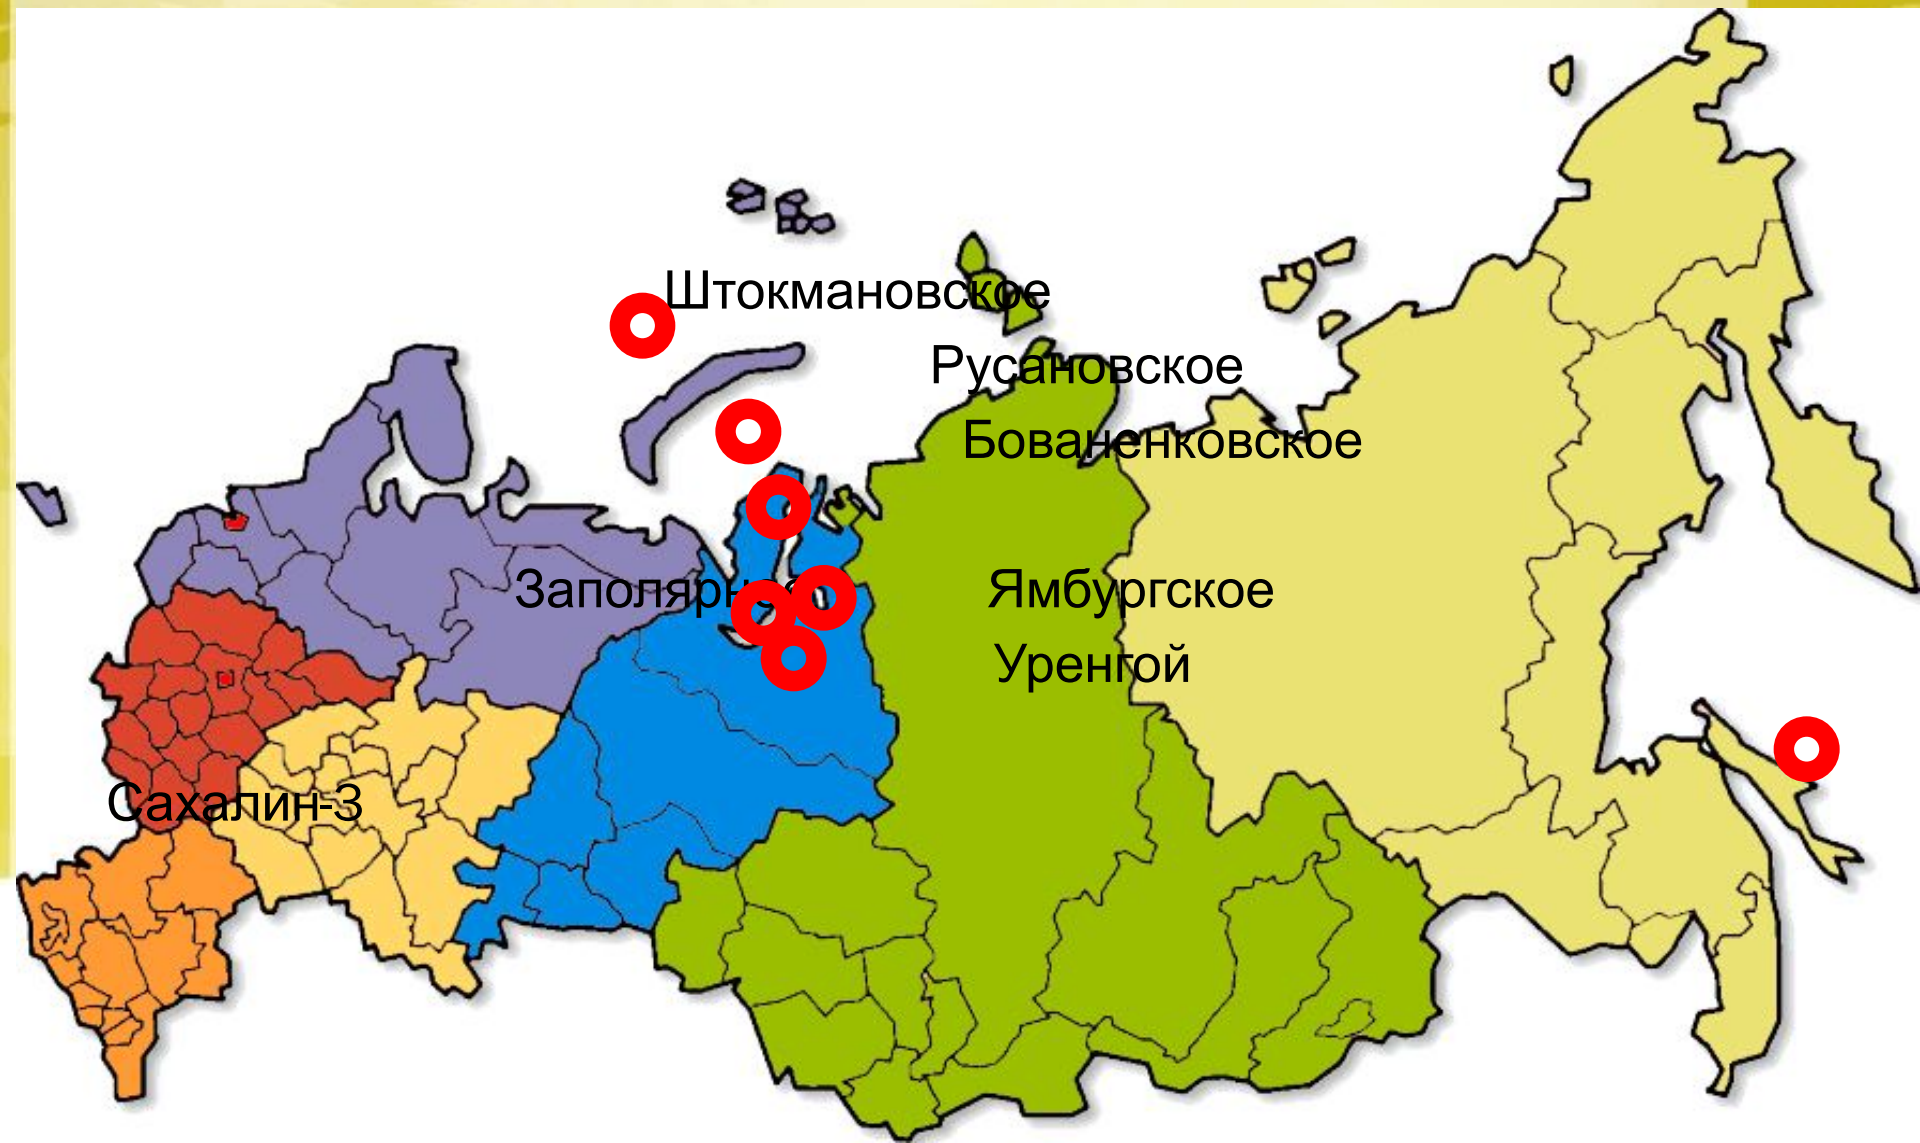 Штокмановское
Русановское
Бованенковское
Заполярное
Ямбургское
Уренгой
Сахалин-3